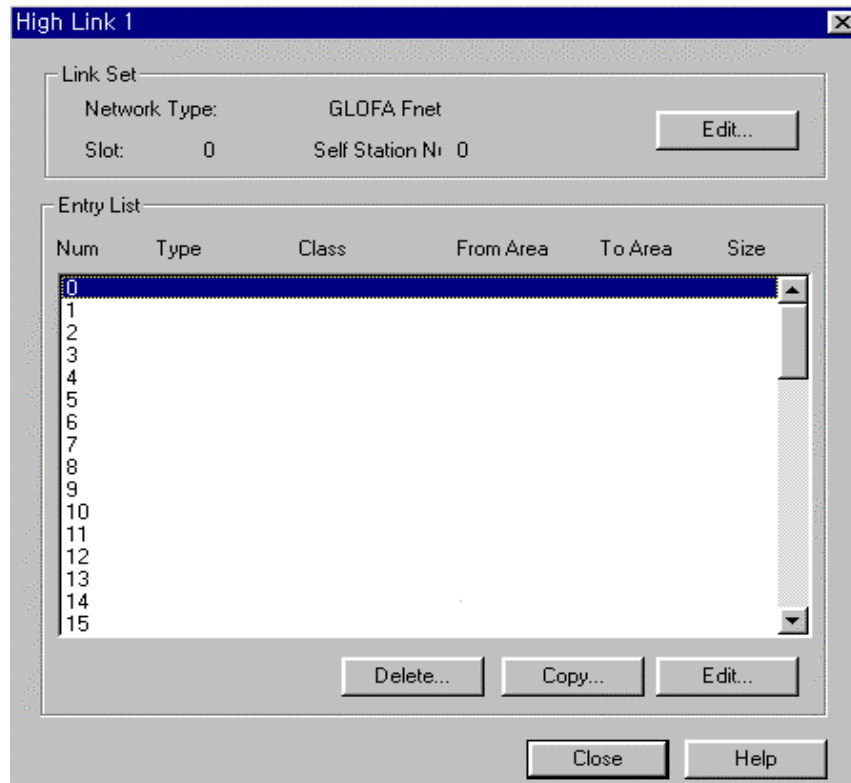 High Link 1
Link Set
Network Type: GLOFA Fnet
Edit...
Slot: 0 Self Station 0
Entry List
Num Type Class From Area To Area Size
0
1
2
3
4
5
6
7
8
9
10
11
12
13
14
15
Delete... Copy... Edit...
Close Help